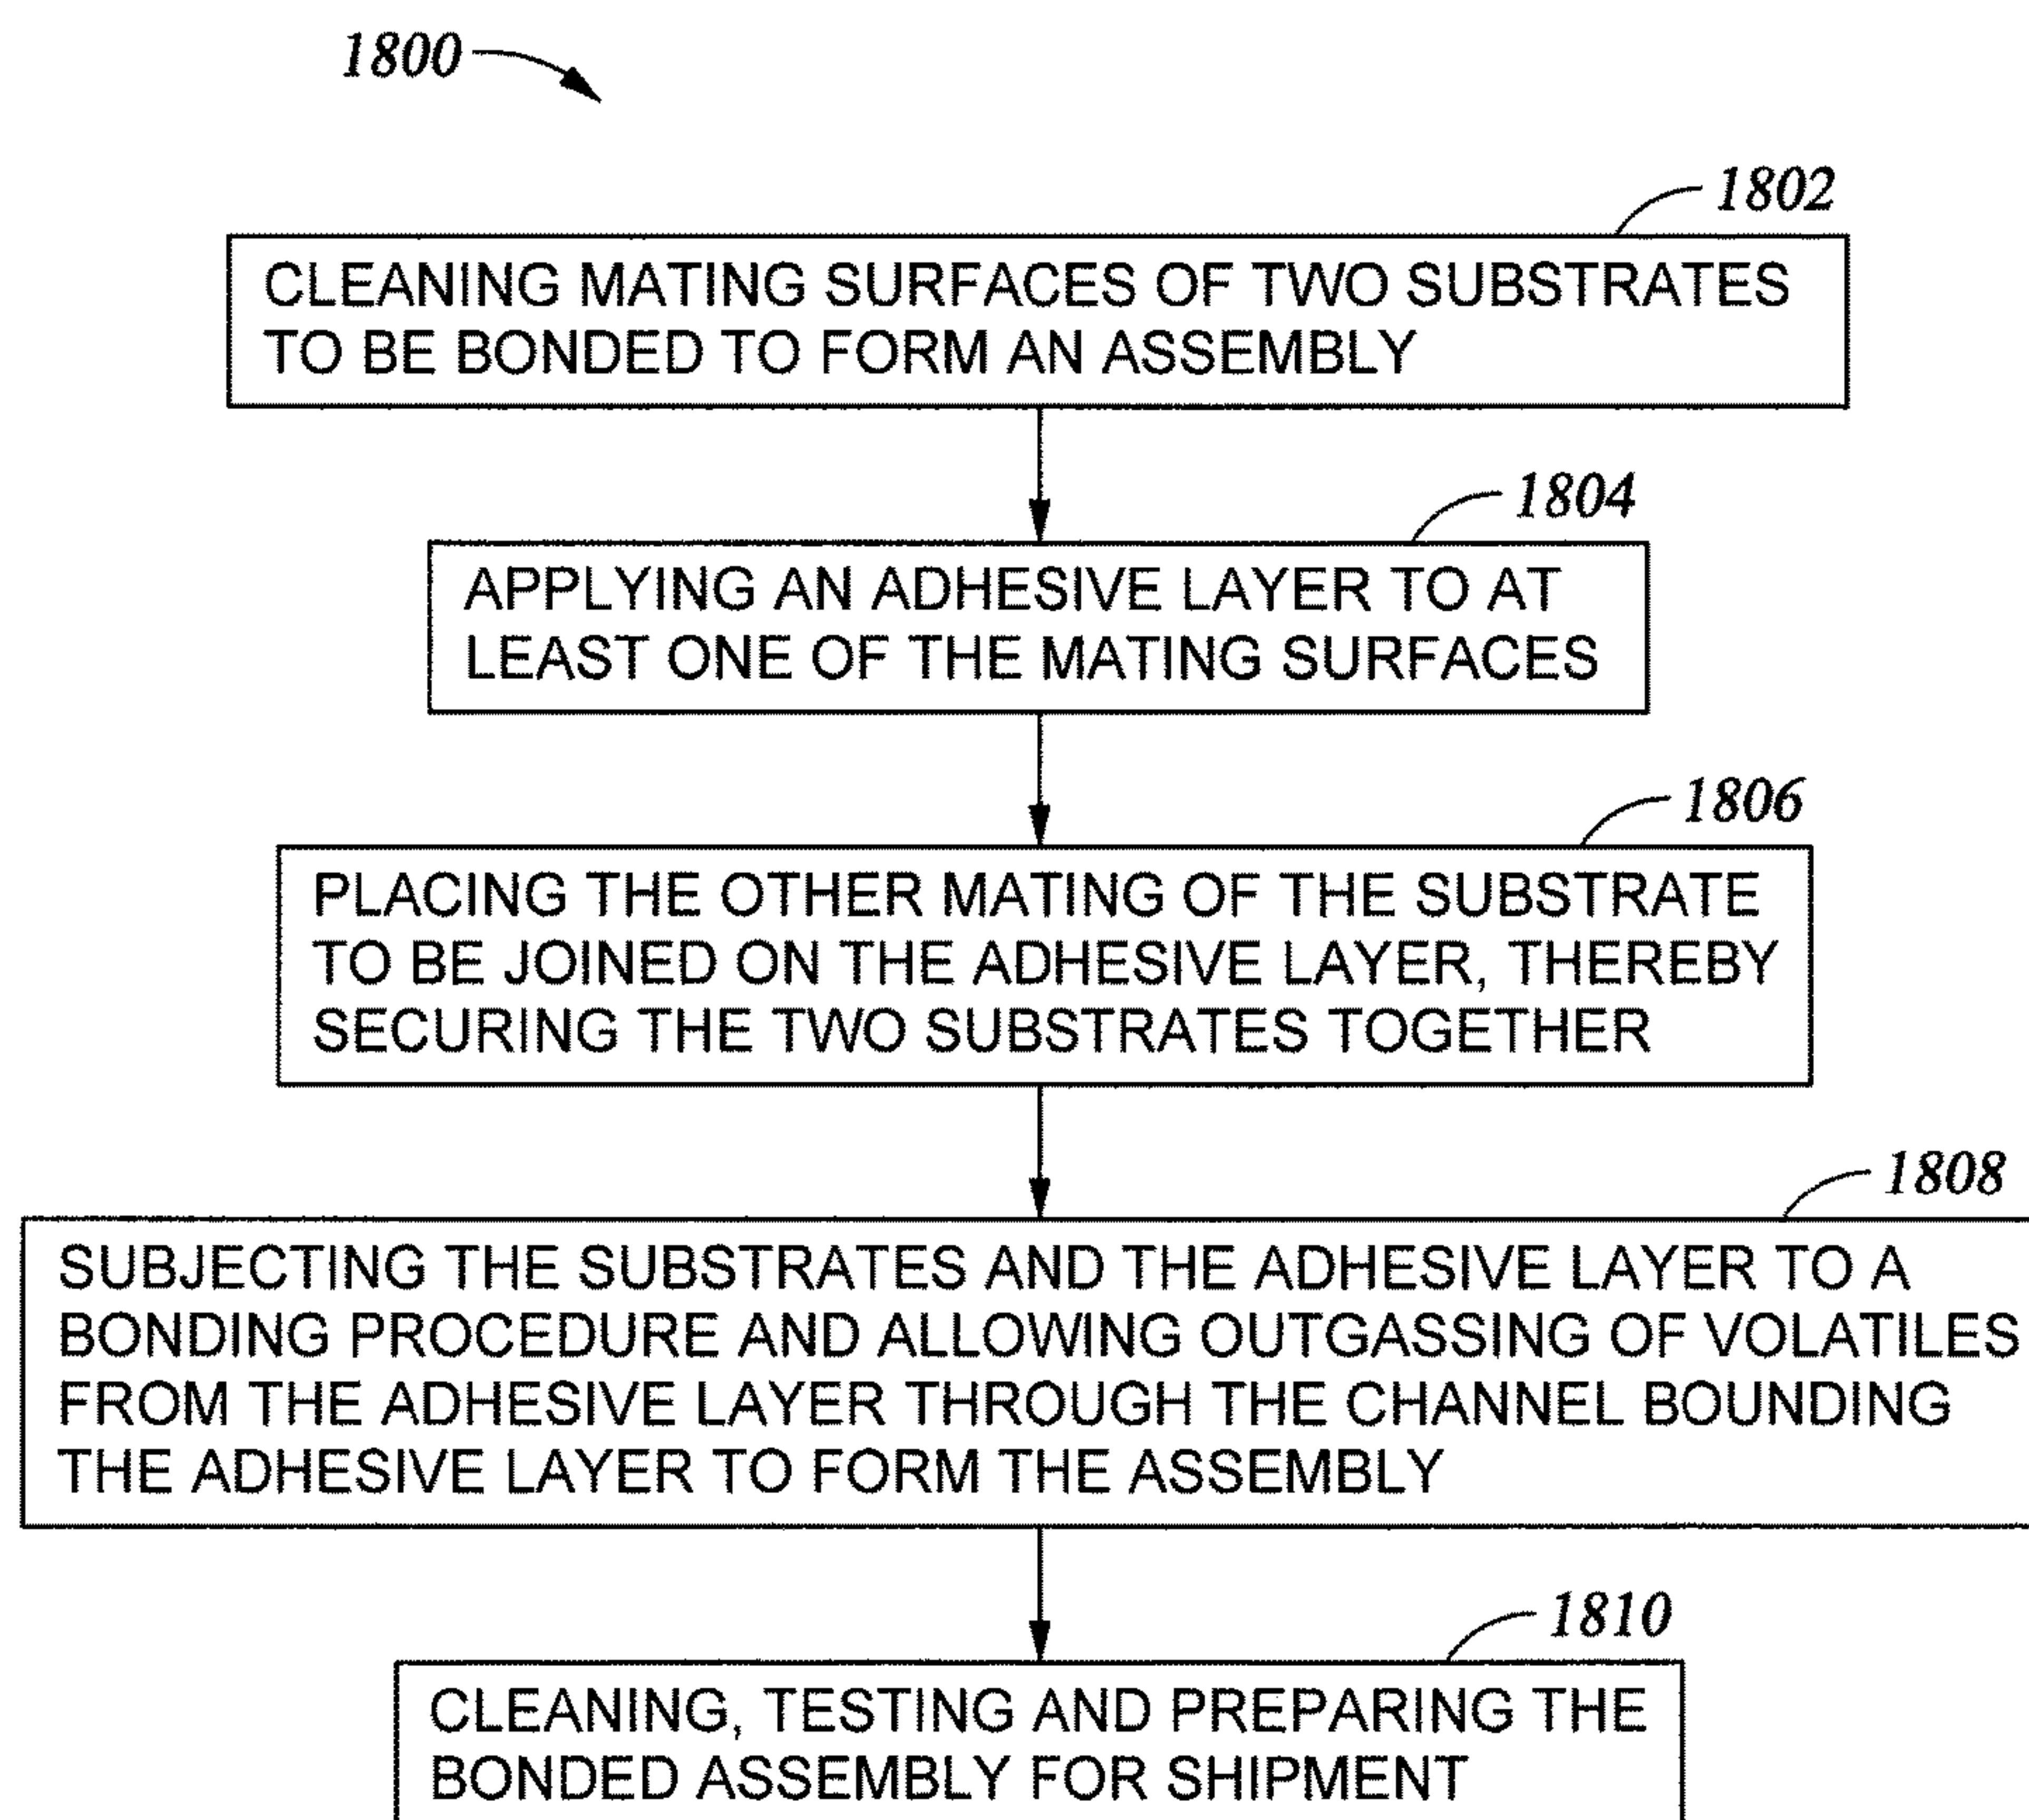 1800
1802
CLEANING MATING SURFACES OF TWO SUBSTRATES
TO BE BONDED TO FORM AN ASSEMBLY
1804
APPLYING AN ADHESIVE LAYER TO AT
LEAST ONE OF THE MATING SURFACES
1806
PLACING THE OTHER MATING OF THE SUBSTRATE
TO BE JOINED ON THE ADHESIVE LAYER, THEREBY
SECURING THE TWO SUBSTRATES TOGETHER
1808
SUBJECTING THE SUBSTRATES AND THE ADHESIVE LAYER TO A
BONDING PROCEDURE AND ALLOWING OUTGASSING OF VOLATILES
FROM THE ADHESIVE LAYER THROUGH THE CHANNEL BOUNDING
THE ADHESIVE LAYER TO FORM THE ASSEMBLY
1810
CLEANING, TESTING AND PREPARING THE
BONDED ASSEMBLY FOR SHIPMENT